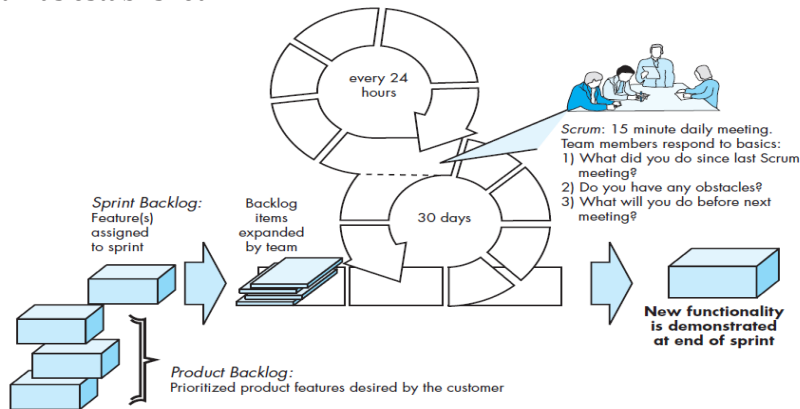 every 24
hours
Scrum: 15 minute daily meeting.
Team members respond to basics:
1) What did you do since last Scrum
meeting?
2) Do you have any obstacles?
3) What will you do before next
meeting?
Sprint Backlog:
Feature(s)
assigned
to sprint
Backlog
items
expanded
by team
30 days
New functionality
is demonstrated
at end of sprint
Product Backlog:
Prioritized product features desired by the customer